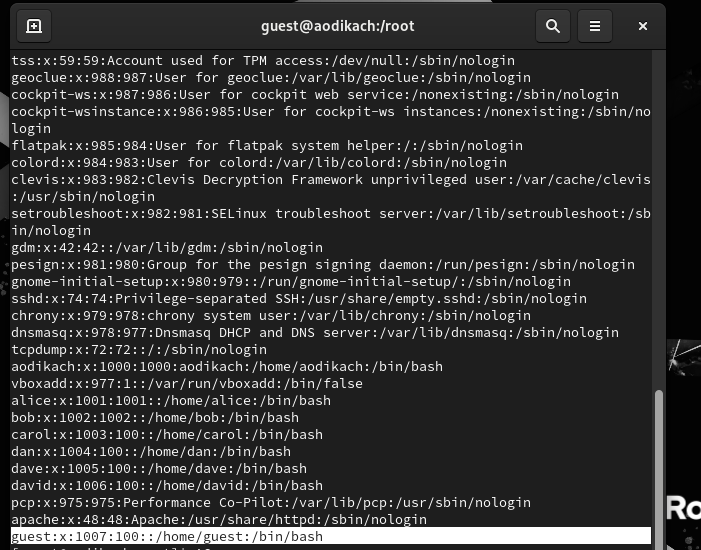 guest@aodikach:/root
tss:x:59:59:Account used for TPM access:/dev/null:/sbin/nologin
geoclue:x:988:987:User for geoclue:/var/lib/geoclue:/sbin/nologin
cockpit-ws:x:987:986:User for cockpit web service:/nonexisting:/sbin/nologin
cockpit-wsinstance:x:986:985:User for cockpit-ws instances:/nonexisting:/sbin/no
login
flatpak:x:985:984:User for flatpak system helper:/:/sbin/nologin
colord:x:984:983:User for colord:/var/lib/colord:/sbin/nologin
clevis:x:983:982:Clevis Decryption Framework unprivileged user:/var/cache/clevis
:/usr/sbin/nologin
setroubleshoot:x:982:981:SELinux troubleshoot server:/var/lib/setroubleshoot:/sb
in/nologin
gdm:x:42:42::/var/lib/gdm:/sbin/nologin
pesign:x:981:980:Group for the pesign signing daemon:/run/pesign:/sbin/nologin
gnome-initial-setup:x:980:979::/run/gnome-initial-setup/:/sbin/nologin
sshd:x:74:74:Privilege-separated SSH:/usr/share/empty.sshd:/sbin/nologin
chrony:x:979:978:chrony system user:/var/lib/chrony:/sbin/nologin
dnsmasq:x:978:977:Dnsmasq DHCP and DNS server:/var/lib/dnsmasq:/sbin/nologin
tcpdump:x:72:72::/:/sbin/nologin
aodikach:x:1000:1000:aodikach:/home/aodikach:/bin/bash
vboxadd:x:977:1::/var/run/vboxadd:/bin/false
alice:x:1001:1001::/home/alice:/bin/bash
bob:x:1002:1002::/home/bob:/bin/bash
carol:x:1003:100::/home/carol:/bin/bash
dan:x:1004:100::/home/dan:/bin/bash
dave:x:1005:100::/home/dave:/bin/bash
david:x:1006:100::/home/david:/bin/bash
pcp:x:975:975:Performance Co-Pilot:/var/lib/pcp:/usr/sbin/nologin
apache:x:48:48:Apache:/usr/share/httpd:/sbin/nologin
guest:x:1007:100::/home/guest:/bin/bash
Ro